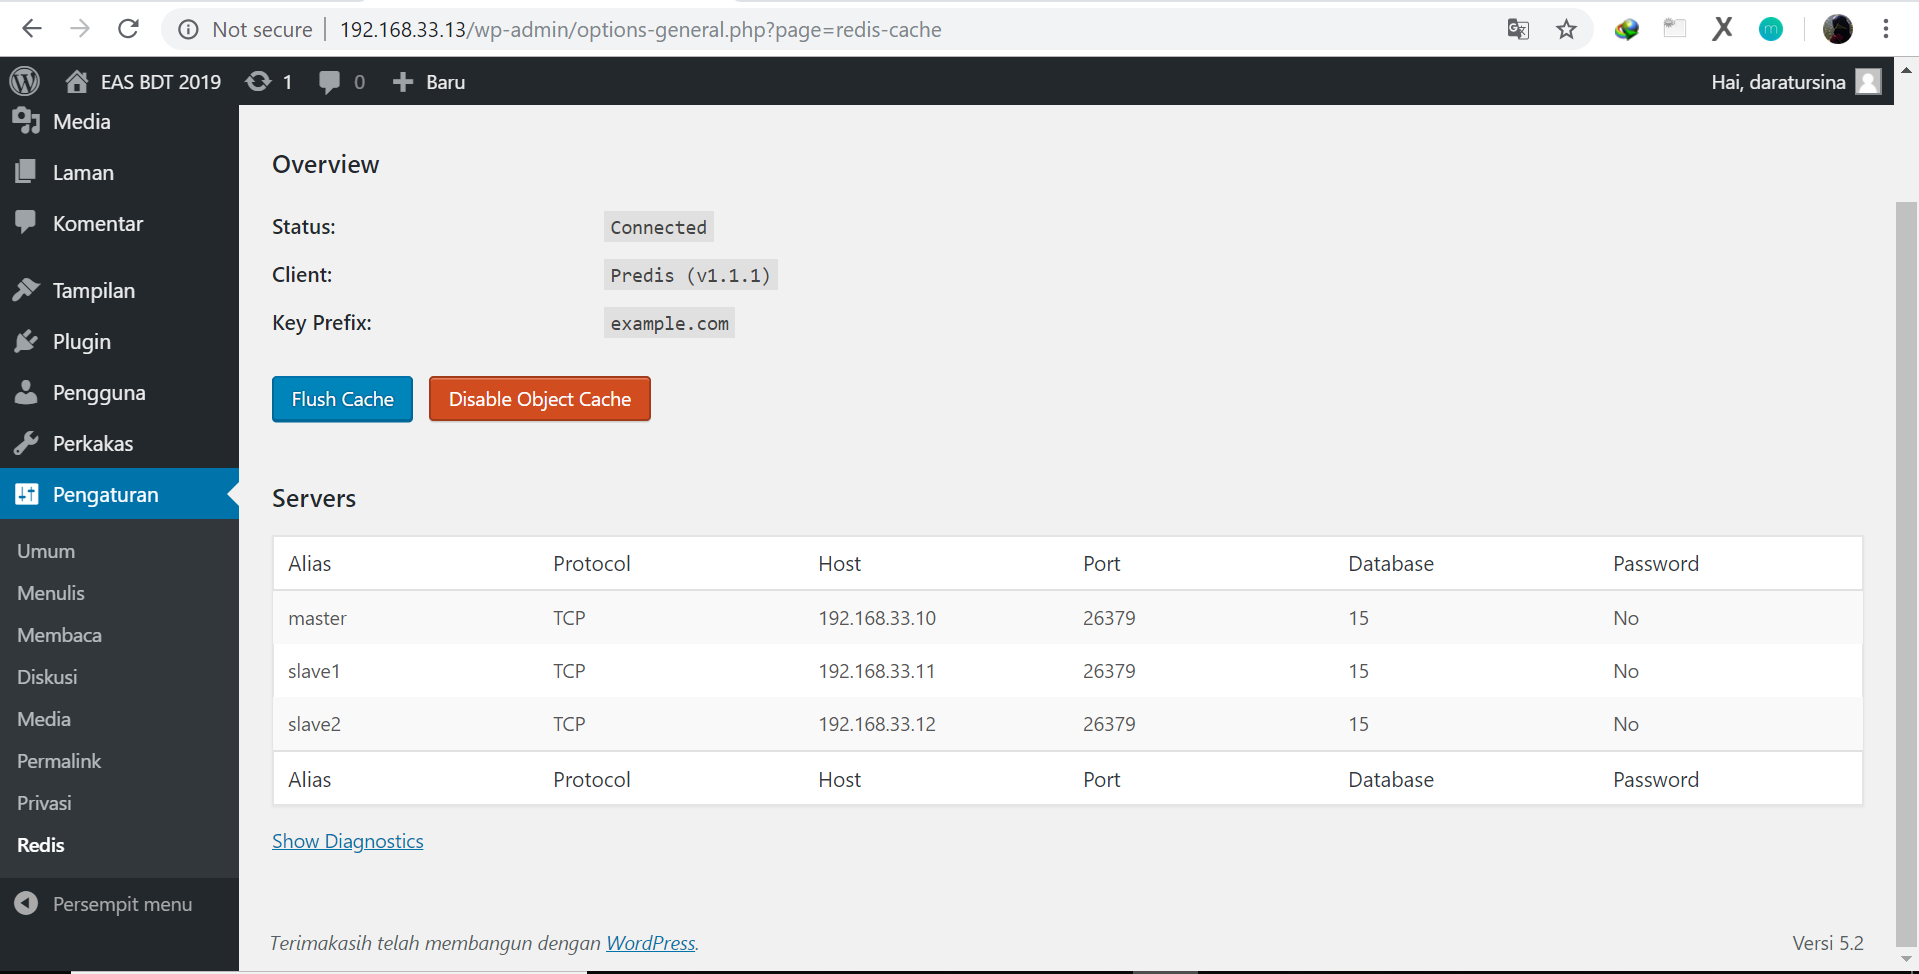 Not secure | 192.168.33.13/wp-admin/options-general.php?page=redis-cache
EAS BDT 2019 1 0 + Baru Hai, daratursina
Media
Laman
Komentar
Tampilan
Plugin
Pengguna
Perkakas
Pengaturan
Umum
Menulis
Membaca
Diskusi
Media
Permalink
Privasi
Redis
Persempit menu
Overview
Status: Connected
Client: Predis (v1.1.1)
Key Prefix: example.com
Flush Cache Disable Object Cache
Servers
Alias Protocol Host Port Database Password
master TCP 192.168.33.10 26379 15 No
slave1 TCP 192.168.33.11 26379 15 No
slave2 TCP 192.168.33.12 26379 15 No
Alias Protocol Host Port Database Password
Show Diagnostics
Terimakasih telah membangun dengan WordPress. Versi 5.2